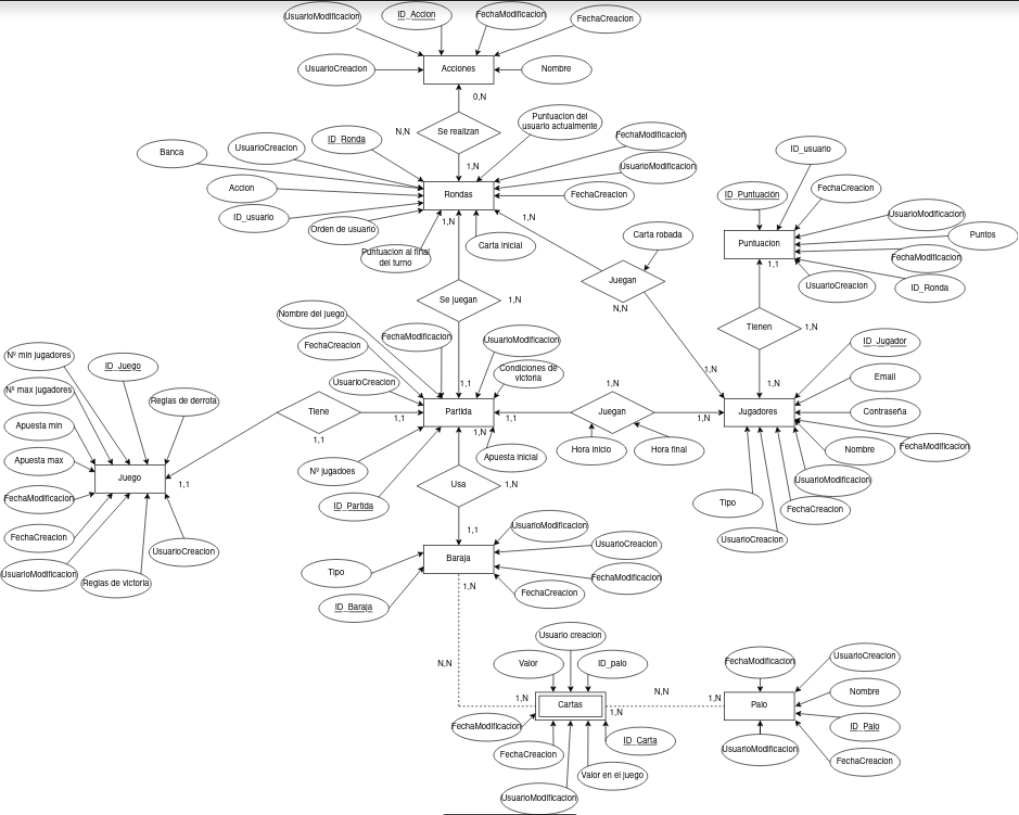 UsuarioModificacion
ID_Accion
FechaModificacion
FechaCreacion
UsuarioCreacion
Acciones
Nombre
0,N
N,N
Se realizan
Puntuacion del
usuario actualmente
1,N
Banca
UsuarioCreacion
ID_Ronda
FechaModificacion
UsuarioModificacion
Accion
Rondas
FechaCreacion
ID_usuario
Orden de usuario
1,N
Puntuacion al final
del turno
Carta inicial
1,N
Carta robada
ID_usuario
ID_Puntuación
FechaCreacion
UsuarioModificacion
Puntuacion
Puntos
FechaModificacion
1,1
UsuarioCreacion
ID_Ronda
Juegan
N,N
Se juegan
1,N
Tienen
1,N
Nombre del juego
FechaModificacion
FechaCreacion
UsuarioModificacion
Condiciones de
victoria
UsuarioCreacion
1,1
1,N
1,N
ID_Jugador
Email
Contraseña
Nombre
FechaModificacion
UsuarioModificacion
FechaCreacion
Tipo
UsuarioCreacion
Jugadores
1,N
Juegan
1,N
Hora inicio
Hora final
1,1
Partida
1,N
Apuesta inicial
1,1
Nº jugadoes
ID_Partida
Tiene
1,1
Nº min jugadores
ID_Juego
Nº max jugadores
Reglas de derrota
Apuesta min
Apuesta max
Juego
1,1
FechaModificacion
FechaCreacion
UsuarioModificacion
Reglas de victoria
UsuarioCreacion
Usa
1,N
1,1
UsuarioModificacion
UsuarioCreacion
Baraja
Tipo
FechaModificacion
ID_Baraja
FechaCreacion
1,N
N,N
Usuario creacion
Valor
ID_palo
1,N
Cartas
1,N
N,N
1,N
FechaModificacion
FechaCreacion
ID_Carta
Valor en el juego
UsuarioModificacion
FechaModificacion
UsuarioCreacion
Palo
Nombre
ID_Palo
UsuarioModificacion
FechaCreacion